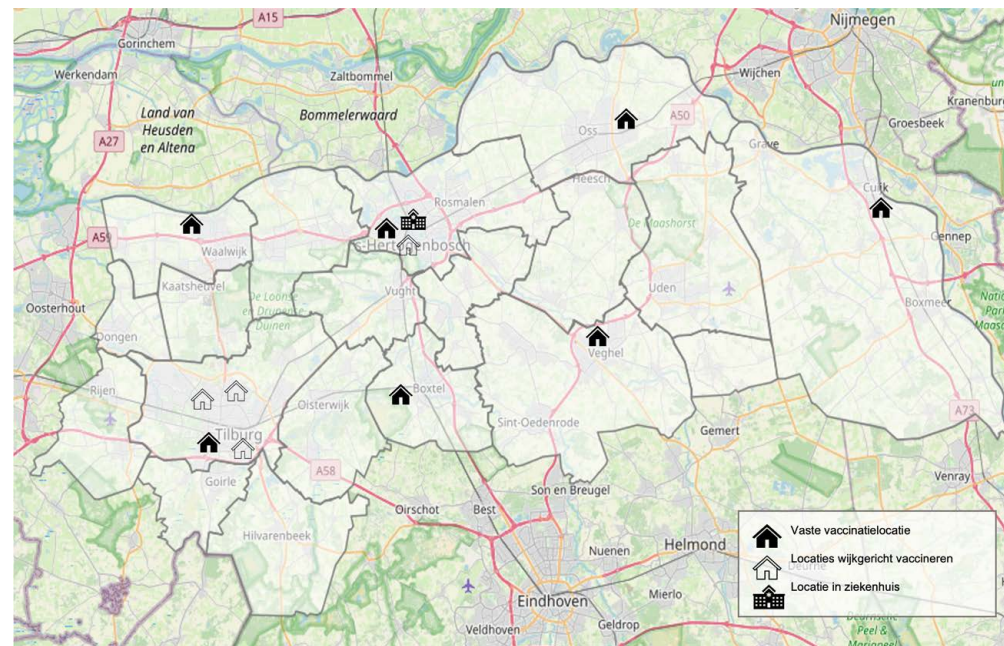 A15
Nijmegen
Gorinchem
Werkendam
Zaltbommel
Wijchen
Kranenburg
Land van
Heusden
en Altena
Bommelerwaard
A50
Oss
Groesbeek
A27
Grave
Heesch
Cuijk
Rosmalen
De Maashorst
A59
Waalwijk
's-Hertogenbosch
Gennep
Kaatsheuvel
Vught
Uden
De Loonse
en Drunense
Duinen
Boxmeer
Oosterhout
Dongen
Veghel
Rijen
Boxtel
Oisterwijk
Tilburg
Sint-Oedenrode
Gemert
A73
Goirle
A58
Venray
Son en Breugel
Oirschot
Best
Hilvarenbeek
Nuenen
Helmond
Deurne
Mierlo
Eindhoven
Geldrop
Veldhoven
Peel &
Vaste vaccinatielocatie
Locaties wijkgericht vaccineren
Locatie in ziekenhuis